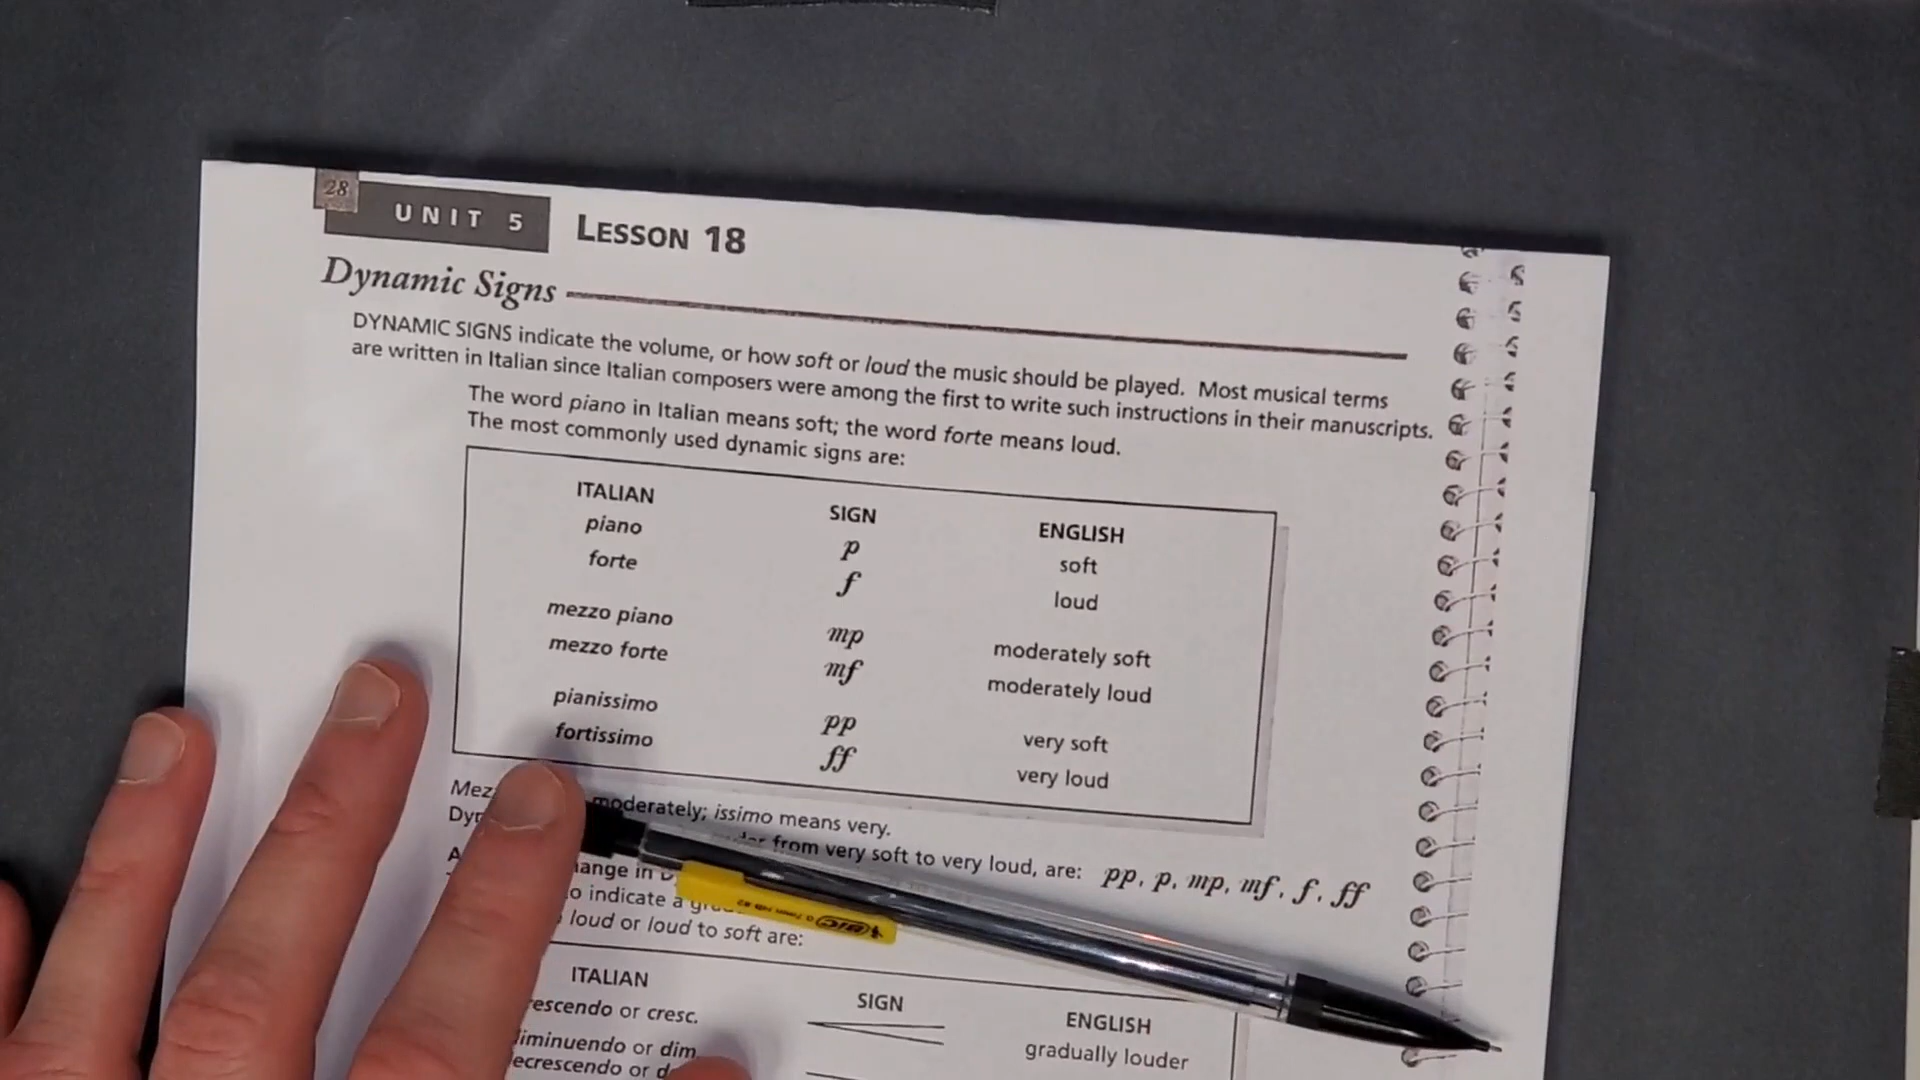 28
UNIT 5 LESSON 18
Dynamic Signs
DYNAMIC SIGNS indicate the volume, or how soft or loud the music should be played. Most musical terms
are written in Italian since Italian composers were among the first to write such instructions in their manuscripts.
The word piano in Italian means soft; the word forte means loud.
The most commonly used dynamic signs are:
ITALIAN SIGN ENGLISH
piano p soft
forte f loud
mezzo piano mp moderately soft
mezzo forte mf moderately loud
pianissimo pp very soft
fortissimo ff very loud
moderately; issimo means very.
from very soft to very loud, are: pp, p, mp, mf, f, ff
in
indicate a
loud or loud to soft are:
BIC
ITALIAN SIGN ENGLISH
or cresc. gradually louder
or dim.
or